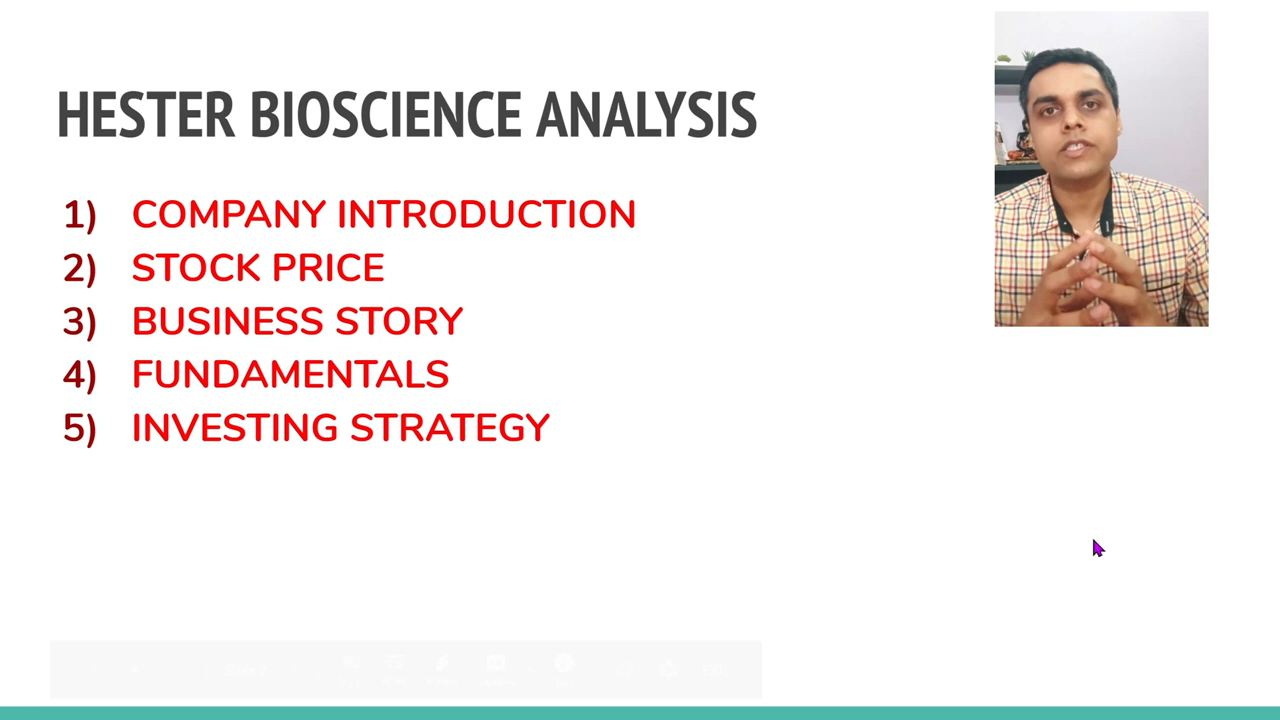 HESTER BIOSCIENCE ANALYSIS
1) COMPANY INTRODUCTION
2) STOCK PRICE
3) BUSINESS STORY
4) FUNDAMENTALS
5) INVESTING STRATEGY